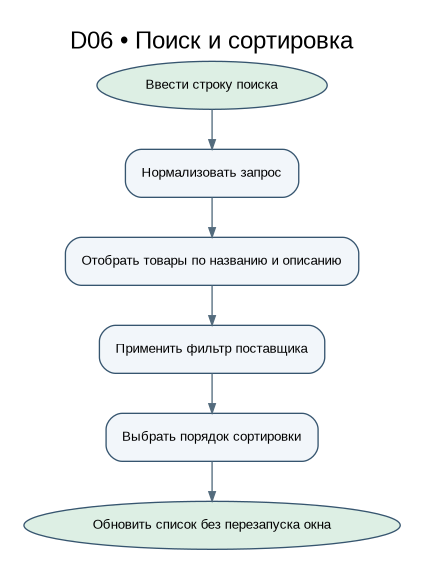 D06 • Поиск и сортировка
Ввести строку поиска
Нормализовать запрос
Отобрать товары по названию и описанию
Применить фильтр поставщика
Выбрать порядок сортировки
Обновить список без перезапуска окна